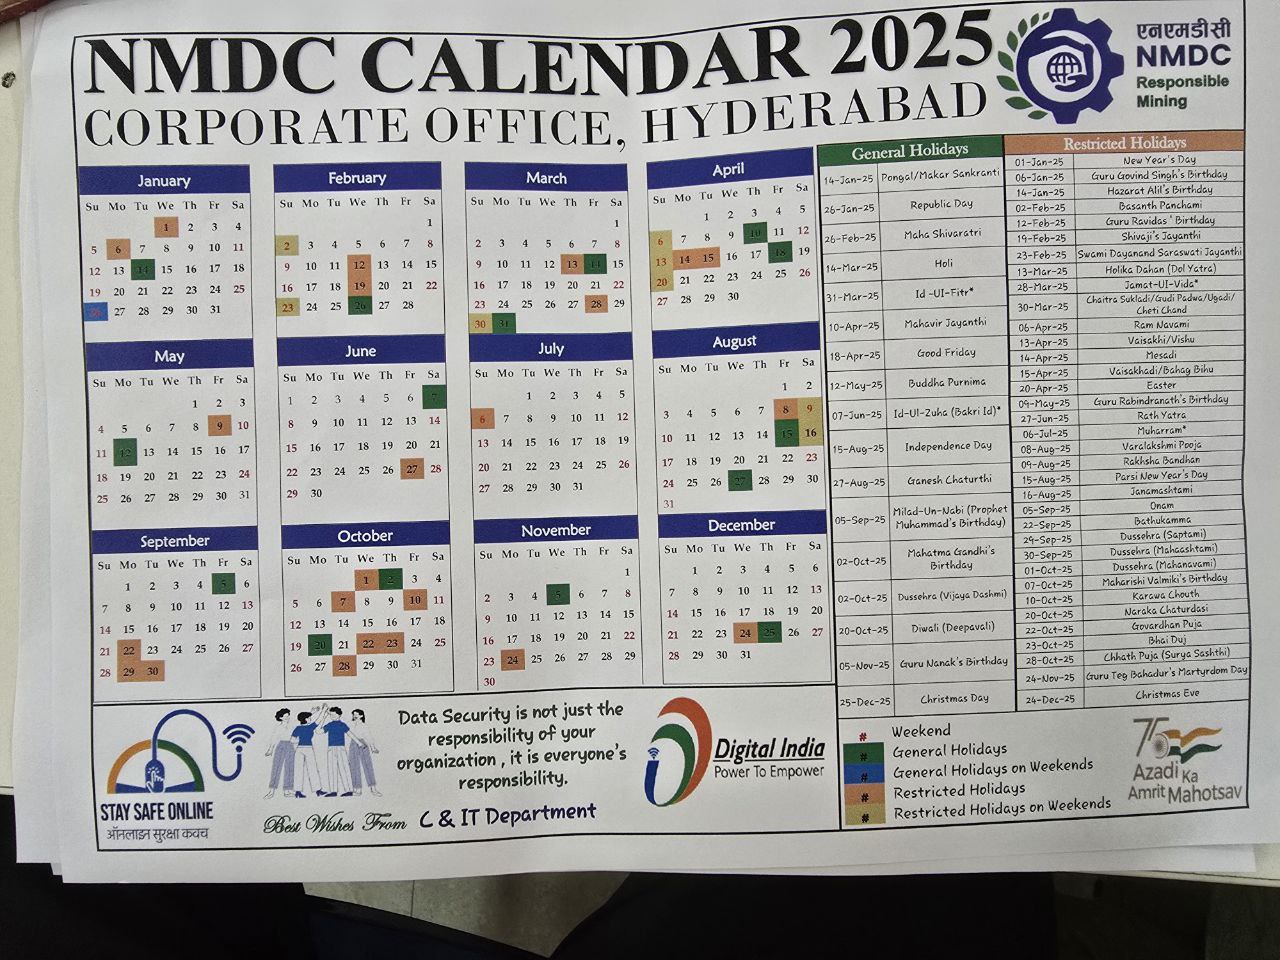 NMDC CALENDAR 2025
CORPORATE OFFICE, HYDERABAD
एनएमडीसी
NMDC
Responsible
Mining
January
Su Mo Tu We Th Fr Sa
1 2 3 4
5 6 7 8 9 10 11
12 13 14 15 16 17 18
19 20 21 22 23 24 25
26 27 28 29 30 31
February
Su Mo Tu We Th Fr Sa
1
2 3 4 5 6 7 8
9 10 11 12 13 14 15
16 17 18 19 20 21 22
23 24 25 26 27 28
March
Su Mo Tu We Th Fr Sa
1
2 3 4 5 6 7 8
9 10 11 12 13 14 15
16 17 18 19 20 21 22
23 24 25 26 27 28 29
30 31
April
Su Mo Tu We Th Fr Sa
1 2 3 4 5
6 7 8 9 10 11 12
13 14 15 16 17 18 19
20 21 22 23 24 25 26
27 28 29 30
May
Su Mo Tu We Th Fr Sa
1 2 3
4 5 6 7 8 9 10
11 12 13 14 15 16 17
18 19 20 21 22 23 24
25 26 27 28 29 30 31
June
Su Mo Tu We Th Fr Sa
1 2 3 4 5 6 7
8 9 10 11 12 13 14
15 16 17 18 19 20 21
22 23 24 25 26 27 28
29 30
July
Su Mo Tu We Th Fr Sa
1 2 3 4 5
6 7 8 9 10 11 12
13 14 15 16 17 18 19
20 21 22 23 24 25 26
27 28 29 30 31
August
Su Mo Tu We Th Fr Sa
1 2
3 4 5 6 7 8 9
10 11 12 13 14 15 16
17 18 19 20 21 22 23
24 25 26 27 28 29 30
31
September
Su Mo Tu We Th Fr Sa
1 2 3 4 5 6
7 8 9 10 11 12 13
14 15 16 17 18 19 20
21 22 23 24 25 26 27
28 29 30
October
Su Mo Tu We Th Fr Sa
1 2 3 4
5 6 7 8 9 10 11
12 13 14 15 16 17 18
19 20 21 22 23 24 25
26 27 28 29 30 31
November
Su Mo Tu We Th Fr Sa
1
2 3 4 5 6 7 8
9 10 11 12 13 14 15
16 17 18 19 20 21 22
23 24 25 26 27 28 29
30
December
Su Mo Tu We Th Fr Sa
1 2 3 4 5 6
7 8 9 10 11 12 13
14 15 16 17 18 19 20
21 22 23 24 25 26 27
28 29 30 31
General Holidays
14-Jan-25 Pongal/Makar Sankranti
26-Jan-25 Republic Day
26-Feb-25 Maha Shivaratri
14-Mar-25 Holi
31-Mar-25 Id -UI-Fitr*
10-Apr-25 Mahavir Jayanthi
18-Apr-25 Good Friday
12-May-25 Buddha Purnima
07-Jun-25 Id-Ul-Zuha (Bakri Id)*
15-Aug-25 Independence Day
27-Aug-25 Ganesh Chaturthi
05-Sep-25 Milad-Un-Nabi (Prophet
Muhammad's Birthday)
02-Oct-25 Mahatma Gandhi's
Birthday
02-Oct-25 Dussehra (Vijaya Dashmi)
20-Oct-25 Diwali (Deepavali)
05-Nov-25 Guru Nanak's Birthday
25-Dec-25 Christmas Day
Restricted Holidays
01-Jan-25 New Year's Day
06-Jan-25 Guru Govind Singh's Birthday
14-Jan-25 Hazarat Alil's Birthday
02-Feb-25 Basanth Panchami
12-Feb-25 Guru Ravidas ' Birthday
19-Feb-25 Shivaji's Jayanthi
23-Feb-25 Swami Dayanand Saraswati Jayanthi
13-Mar-25 Holika Dahan (Dol Yatra)
28-Mar-25 Jamat-UI-Vida*
30-Mar-25 Chaitra Sukladi/Gudi Padwa/Ugadi/
Cheti Chand
06-Apr-25 Ram Navami
13-Apr-25 Vaisakhi/Vishu
14-Apr-25 Mesadi
15-Apr-25 Vaisakhadi/Bahag Bihu
20-Apr-25 Easter
09-May-25 Guru Rabindranath's Birthday
27-Jun-25 Rath Yatra
06-Jul-25 Muharram*
08-Aug-25 Varalakshmi Pooja
09-Aug-25 Rakhsha Bandhan
15-Aug-25 Parsi New Year's Day
16-Aug-25 Janamashtami
05-Sep-25 Onam
22-Sep-25 Bathukamma
29-Sep-25 Dussehra (Saptami)
30-Sep-25 Dussehra (Mahaashtami)
01-Oct-25 Dussehra (Mahanavami)
07-Oct-25 Maharishi Valmiki's Birthday
10-Oct-25 Karawa Chouth
20-Oct-25 Naraka Chaturdasi
22-Oct-25 Govardhan Puja
23-Oct-25 Bhai Duj
28-Oct-25 Chhath Puja (Surya Sashthi)
24-Nov-25 Guru Teg Bahadur's Martyrdom Day
24-Dec-25 Christmas Eve
STAY SAFE ONLINE
ऑनलाइन सुरक्षा कवच
Data Security is not just the
responsibility of your
organization , it is everyone's
responsibility.
Best Wishes From C & IT Department
Digital India
Power To Empower
# Weekend
# General Holidays
# General Holidays on Weekends
# Restricted Holidays
# Restricted Holidays on Weekends
75
Azadi Ka
Amrit Mahotsav